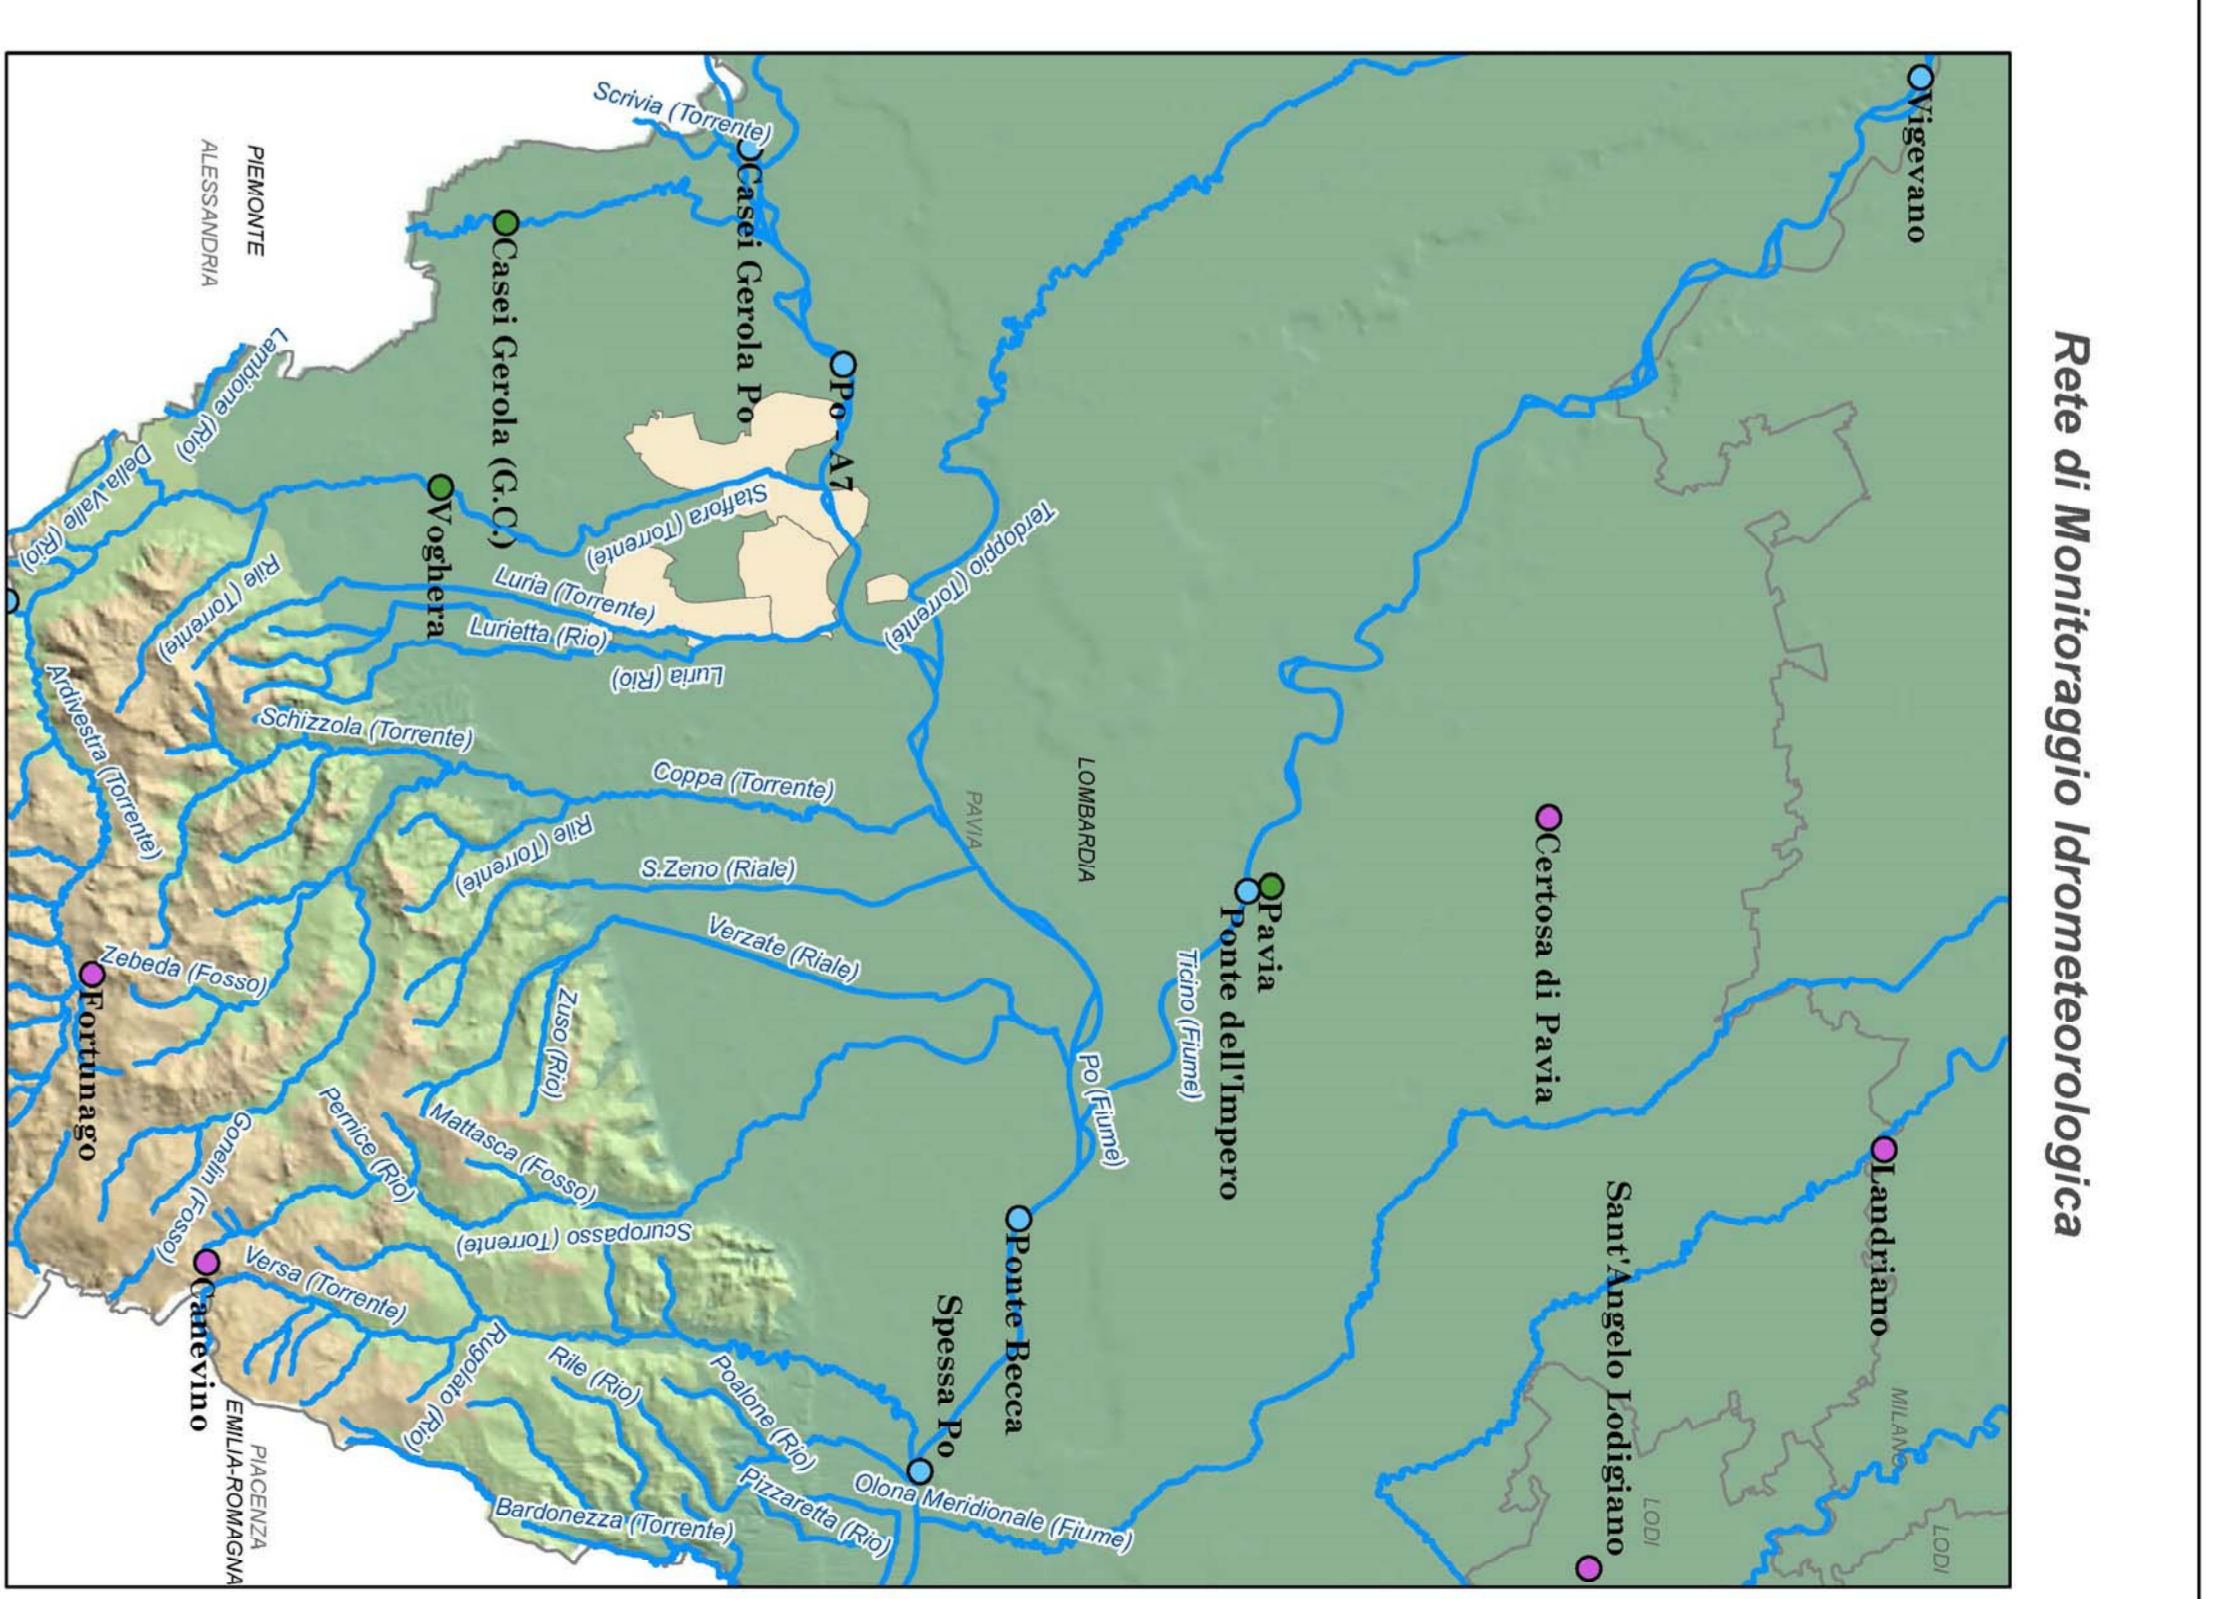 Rete di Monitoraggio Idrometeorologica
Vigevano
LODI
MILANO
Landriano
LODI
Sant'Angelo Lodigiano
Certosa di Pavia
Pavia
Ponte dell'Impero
Ticino (Fiume)
LOMBARDIA
PAVIA
Po (Fiume)
Terdoppio (Torrente)
Ponte Becca
Spessa Po
Olona Meridionale (Fiume)
Po - A7
Casei Gerola Po
Scrivia (Torrente)
Staffora (Torrente)
Casei Gerola (G.C.)
Voghera
Luria (Torrente)
Lurietta (Rio)
Luria (Rio)
Coppa (Torrente)
S.Zeno (Riale)
Verzate (Riale)
Schizzola (Torrente)
Rile (Torrente)
Zuso (Rio)
Mattasca (Fosso)
Scuropasso (Torrente)
Poalone (Rio)
Pizzaretta (Rio)
Rile (Rio)
Bardonezza (Torrente)
Rugolato (Rio)
Versa (Torrente)
Pernice (Rio)
Gonelin (Fosso)
Zebeda (Fosso)
Rile (Torrente)
Lambione (Rio)
Della Valle (Rio)
Ardivestra (Torrente)
Fortunago
Canevino
PIEMONTE
ALESSANDRIA
PIACENZA
EMILIA-ROMAGNA